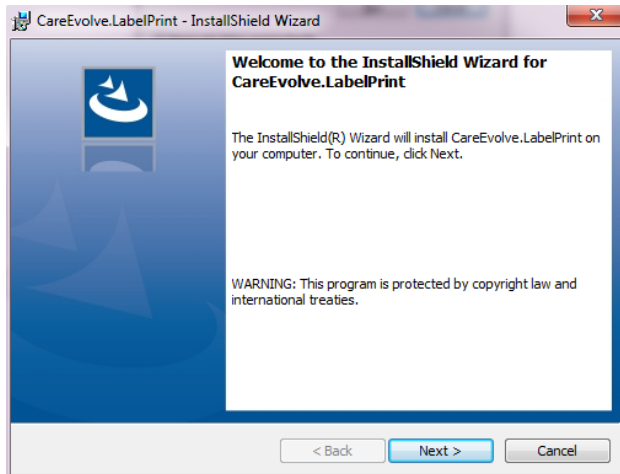 CareEvolve.LabelPrint - InstallShield Wizard
Welcome to the InstallShield Wizard for
CareEvolve.LabelPrint
The InstallShield(R) Wizard will install CareEvolve.LabelPrint on
your computer. To continue, click Next.
WARNING: This program is protected by copyright law and
international treaties.
< Back
Next >
Cancel